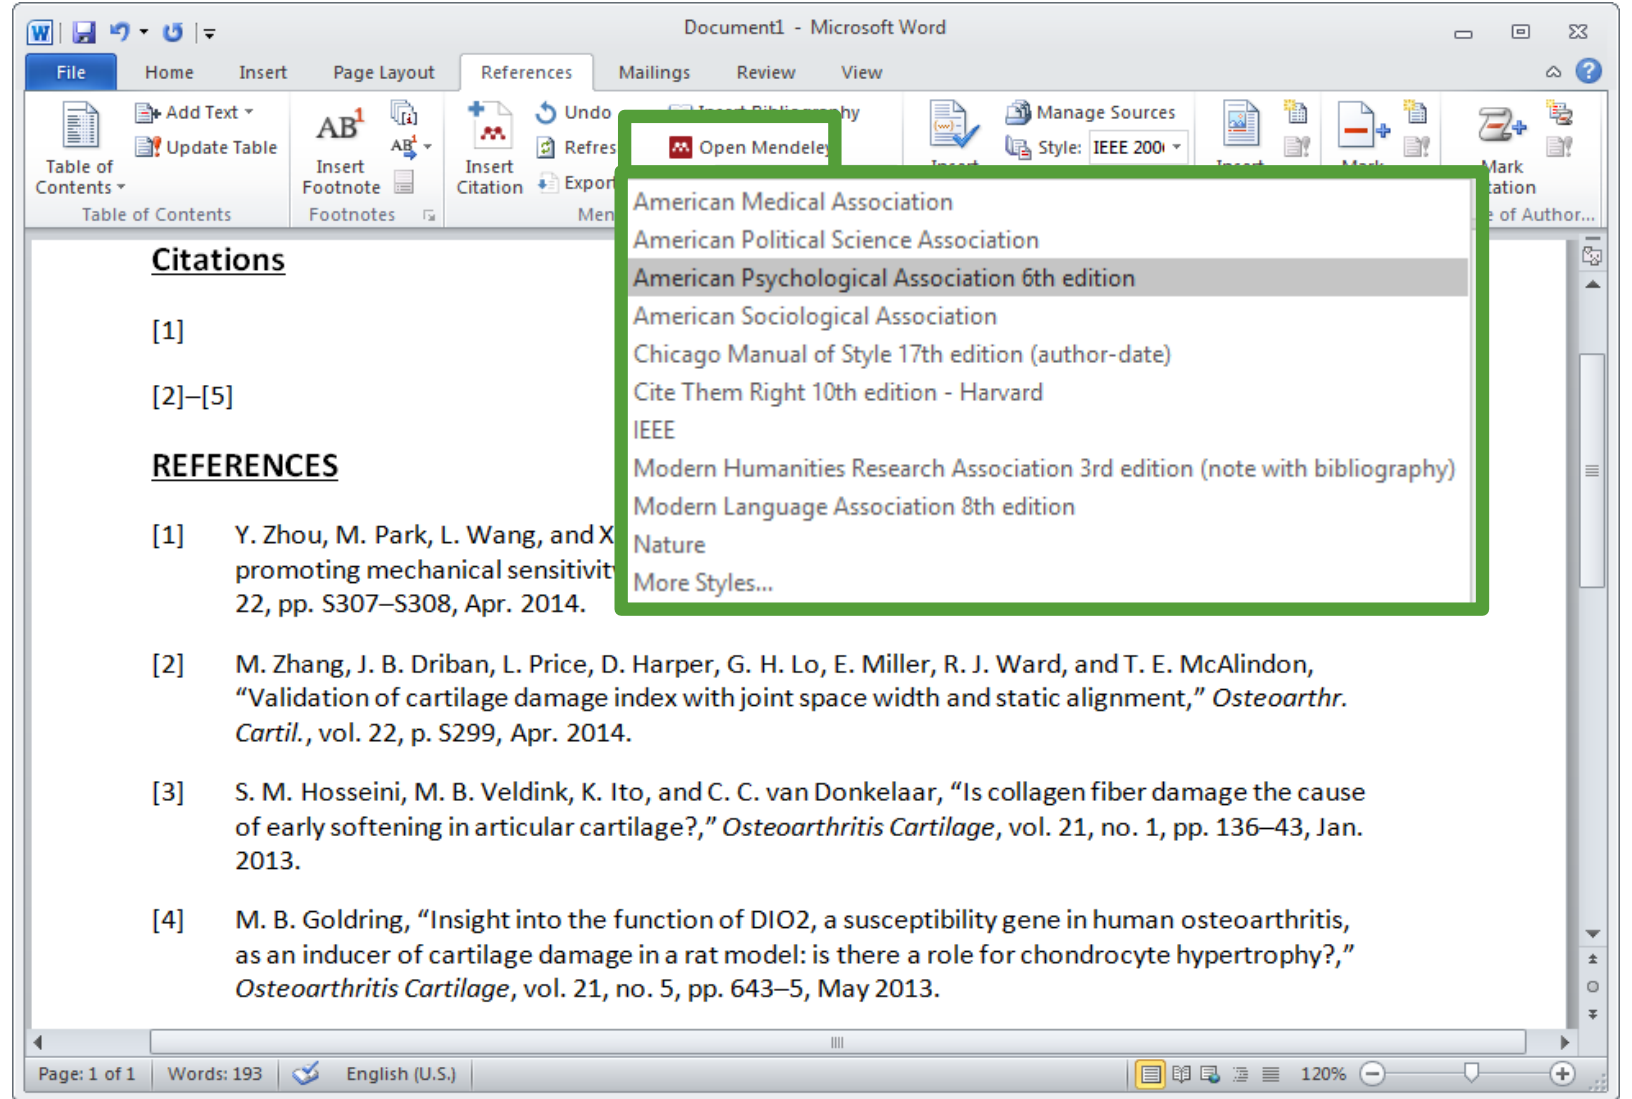 Document1 - Microsoft Word
File Home Insert Page Layout References Mailings Review View
Add Text
Update Table
Table of
Contents
Table of Contents
AB1
Insert
Footnote
Footnotes
Insert
Citation
Undo
Open Mendeley
Manage Sources
Style: IEEE 200
Mark
of Author...
American Medical Association
American Political Science Association
American Psychological Association 6th edition
American Sociological Association
Chicago Manual of Style 17th edition (author-date)
Cite Them Right 10th edition - Harvard
IEEE
Modern Humanities Research Association 3rd edition (note with bibliography)
Modern Language Association 8th edition
Nature
More Styles...
Citations
[1]
[2]–[5]
REFERENCES
[1] Y. Zhou, M. Park, L. Wang, and X
promoting mechanical sensitivity
22, pp. S307–S308, Apr. 2014.
[2] M. Zhang, J. B. Driban, L. Price, D. Harper, G. H. Lo, E. Miller, R. J. Ward, and T. E. McAlindon,
“Validation of cartilage damage index with joint space width and static alignment,” Osteoarthr.
Cartil., vol. 22, p. S299, Apr. 2014.
[3] S. M. Hosseini, M. B. Veldink, K. Ito, and C. C. van Donkelaar, “Is collagen fiber damage the cause
of early softening in articular cartilage?,” Osteoarthritis Cartilage, vol. 21, no. 1, pp. 136–43, Jan.
2013.
[4] M. B. Goldring, “Insight into the function of DIO2, a susceptibility gene in human osteoarthritis,
as an inducer of cartilage damage in a rat model: is there a role for chondrocyte hypertrophy?,”
Osteoarthritis Cartilage, vol. 21, no. 5, pp. 643–5, May 2013.
Page: 1 of 1 Words: 193 English (U.S.) 120%